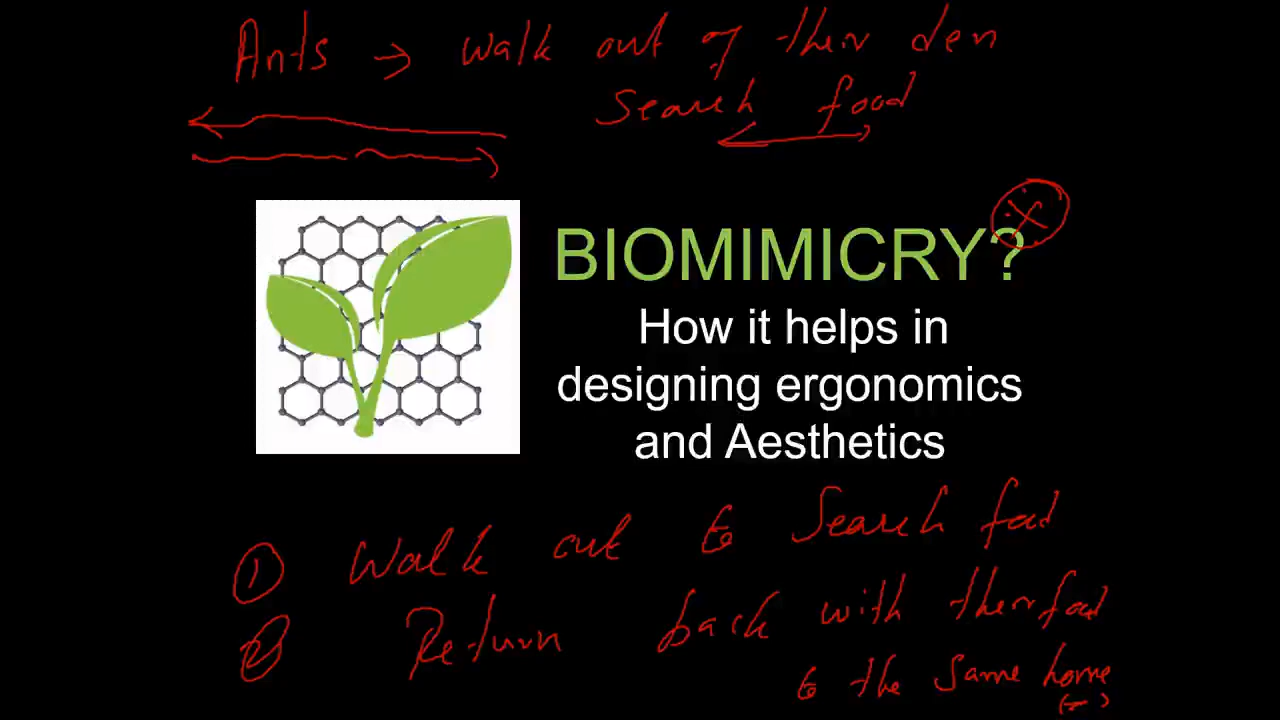 Ants → walk out of their den
search food
BIOMIMICRY?
How it helps in
designing ergonomics
and Aesthetics
① walk out to search food
② Return back with their food
to the same home